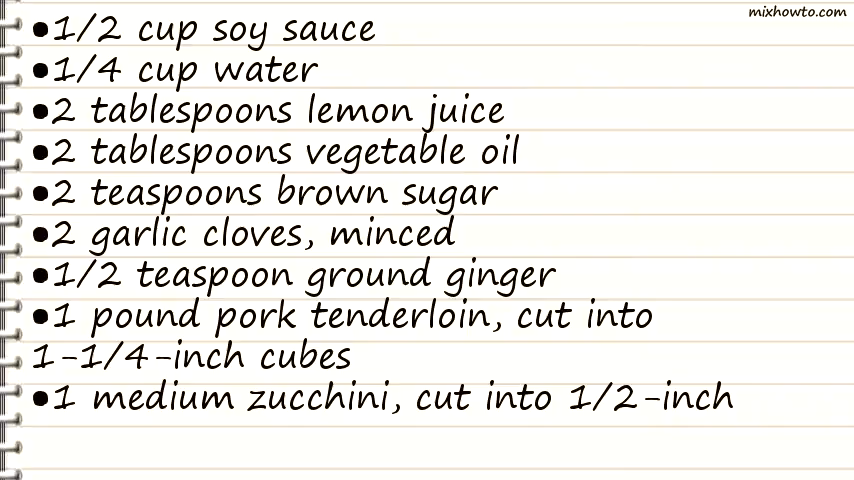 mixhowto.com
•1/2 cup soy sauce
•1/4 cup water
•2 tablespoons lemon juice
•2 tablespoons vegetable oil
•2 teaspoons brown sugar
•2 garlic cloves, minced
•1/2 teaspoon ground ginger
•1 pound pork tenderloin, cut into
1-1/4-inch cubes
•1 medium zucchini, cut into 1/2-inch